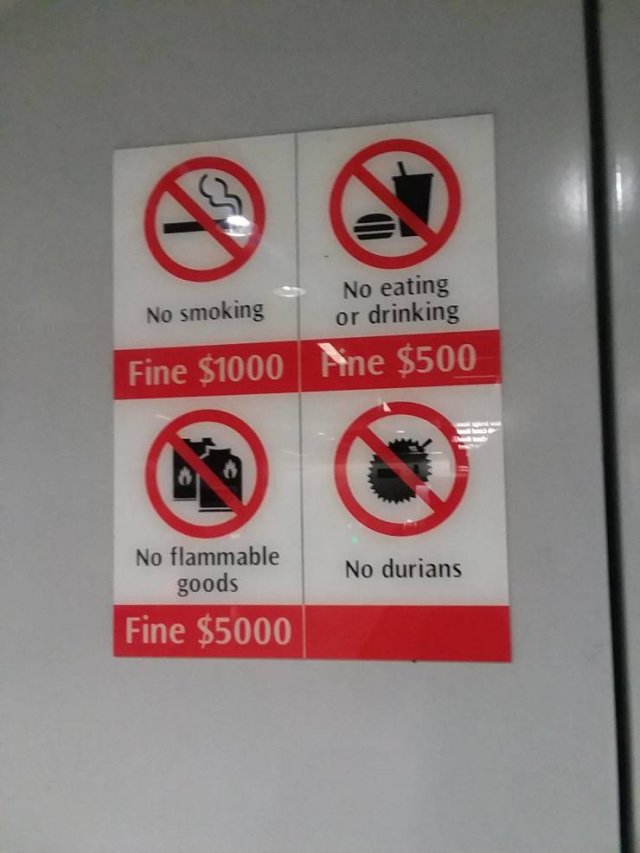 No smoking
Fine $1000
No eating
or drinking
Fine $500
No flammable
goods
Fine $5000
No durians